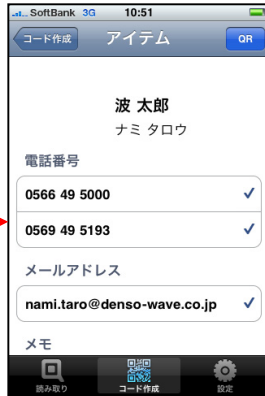 SoftBank 3G 10:51
コード作成 アイテム QR
波 太郎
ナミ タロウ
電話番号
0566 49 5000
0569 49 5193
メールアドレス
nami.taro@denso-wave.co.jp
メモ
読み取り コード作成 設定